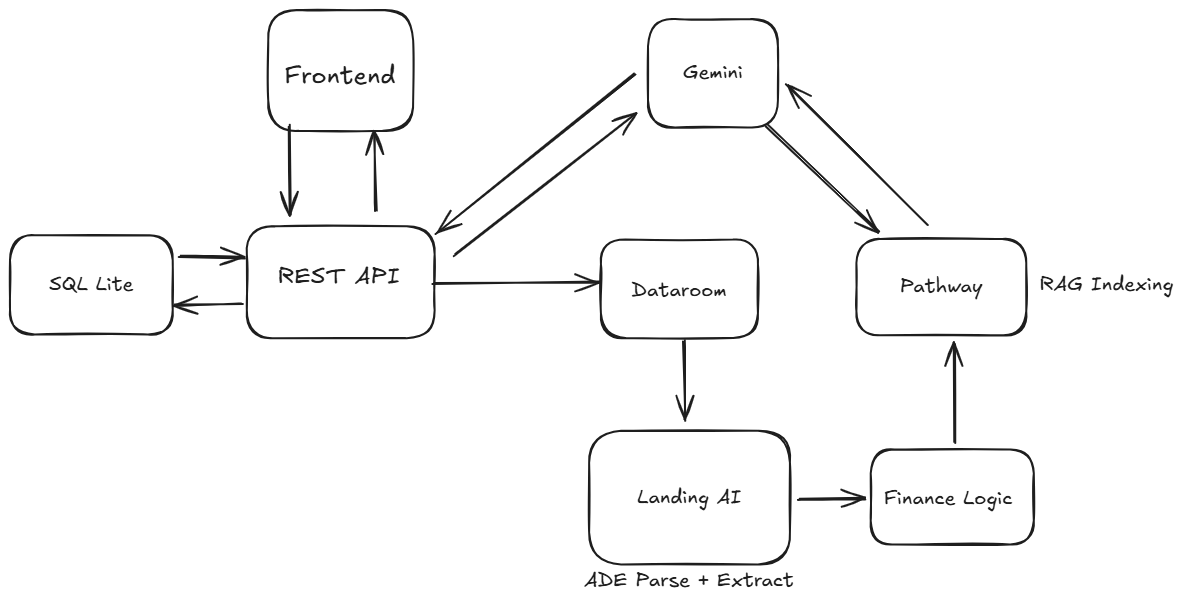 Frontend
Gemini
SQL Lite
REST API
Dataroom
Pathway
RAG Indexing
Landing AI
Finance Logic
ADE Parse + Extract